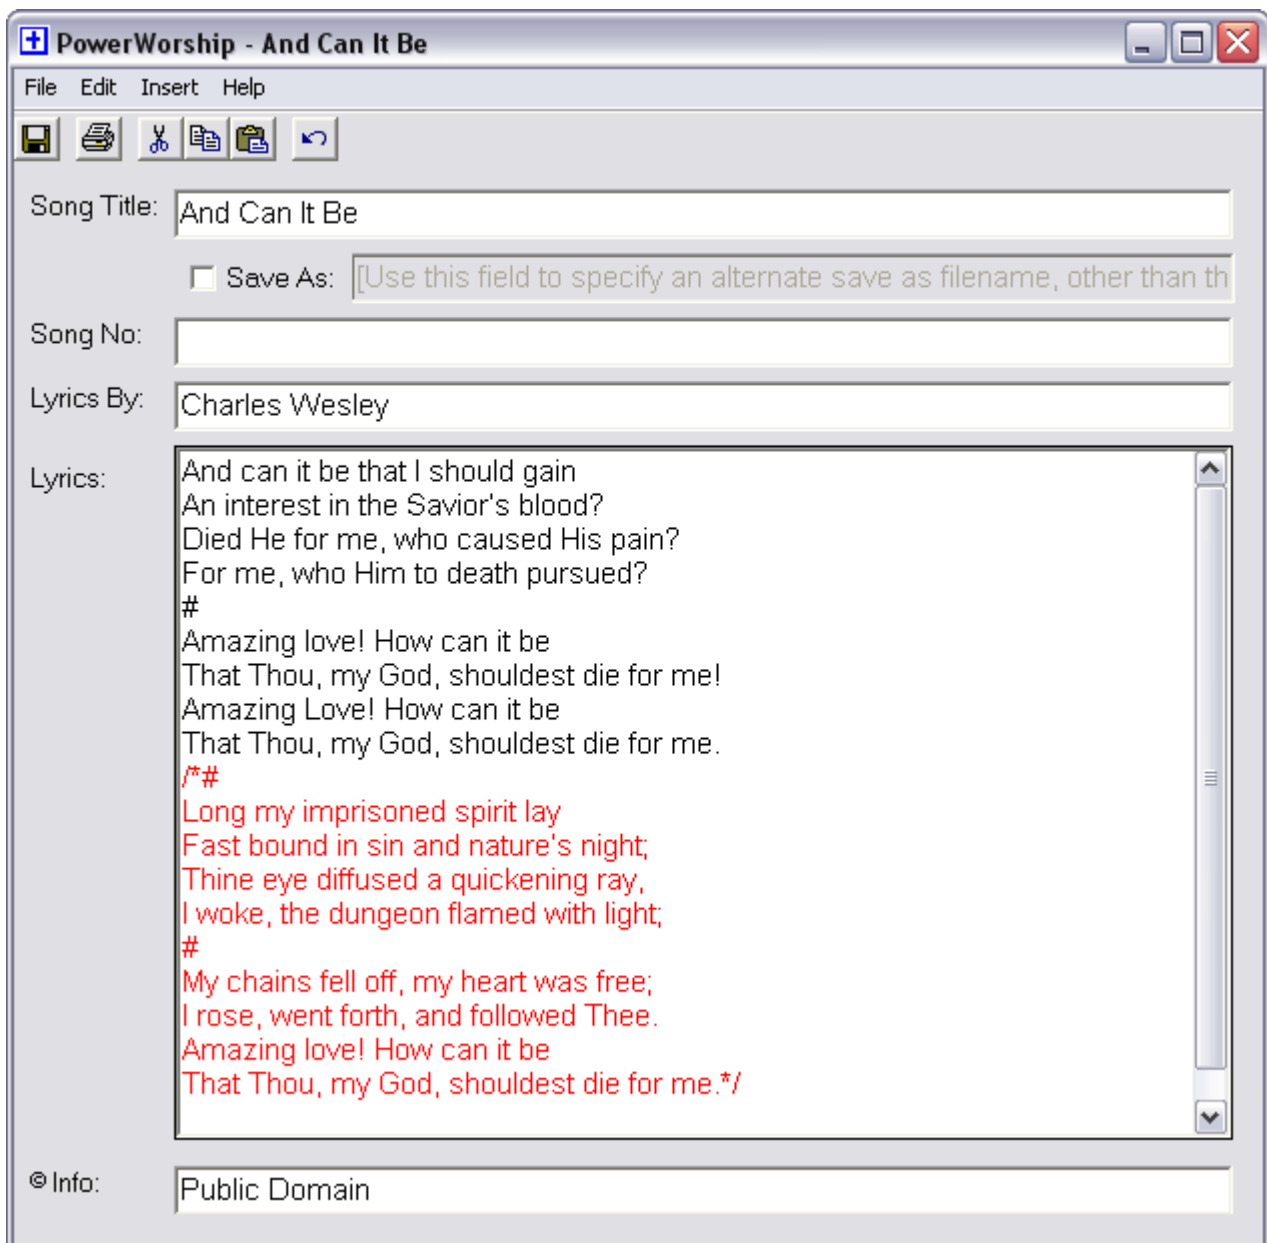 PowerWorship - And Can It Be
File Edit Insert Help
Song Title: And Can It Be
Save As: [Use this field to specify an alternate save as filename, other than th
Song No:
Lyrics By: Charles Wesley
Lyrics:
And can it be that I should gain
An interest in the Savior's blood?
Died He for me, who caused His pain?
For me, who Him to death pursued?
#
Amazing love! How can it be
That Thou, my God, shouldest die for me!
Amazing Love! How can it be
That Thou, my God, shouldest die for me.
/*#
Long my imprisoned spirit lay
Fast bound in sin and nature's night;
Thine eye diffused a quickening ray,
I woke, the dungeon flamed with light;
#
My chains fell off, my heart was free;
I rose, went forth, and followed Thee.
Amazing love! How can it be
That Thou, my God, shouldest die for me.*/
© Info: Public Domain